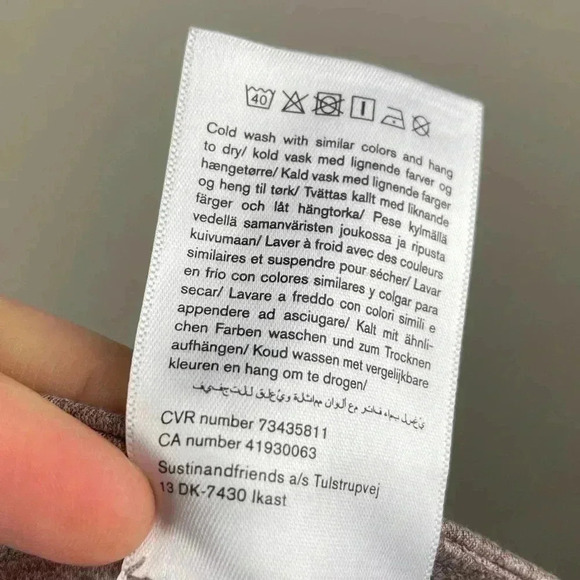 40
Cold wash with similar colors and hang
to dry/ kold vask med lignende farver og
hængetørre/ Kald vask med lignende farger
og heng til tørk/ Tvättas kallt med liknande
färger och låt hängtorka/ Pese kylmällä
vedellä samanväristen joukossa ja ripusta
kuivumaan/ Laver à froid avec des couleurs
similaires et suspendre pour sécher/ Lavar
en frío con colores similares y colgar para
secar/ Lavare a freddo con colori simili e
appendere ad asciugare/ Kalt mit ähnli-
chen Farben waschen und zum Trocknen
aufhängen/ Koud wassen met vergelijkbare
kleuren en hang om te drogen/
CVR number 73435811
CA number 41930063
Sustinandfriends a/s Tulstrupvej
13 DK-7430 Ikast